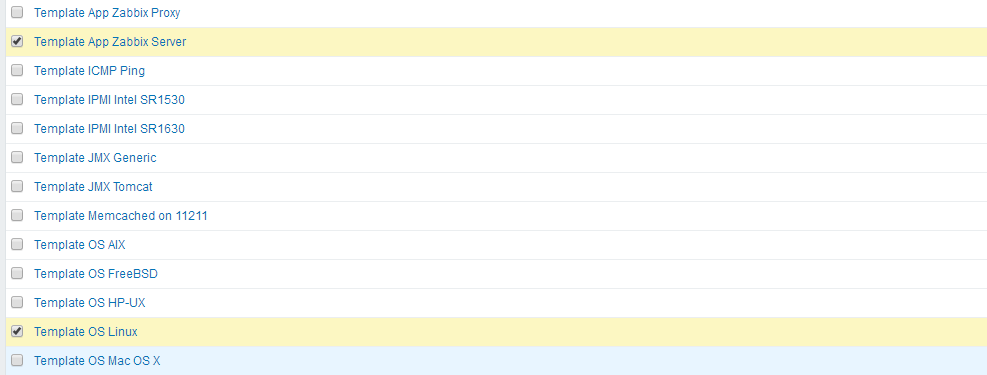 Template App Zabbix Proxy
Template App Zabbix Server
Template ICMP Ping
Template IPMI Intel SR1530
Template IPMI Intel SR1630
Template JMX Generic
Template JMX Tomcat
Template Memcached on 11211
Template OS AIX
Template OS FreeBSD
Template OS HP-UX
Template OS Linux
Template OS Mac OS X